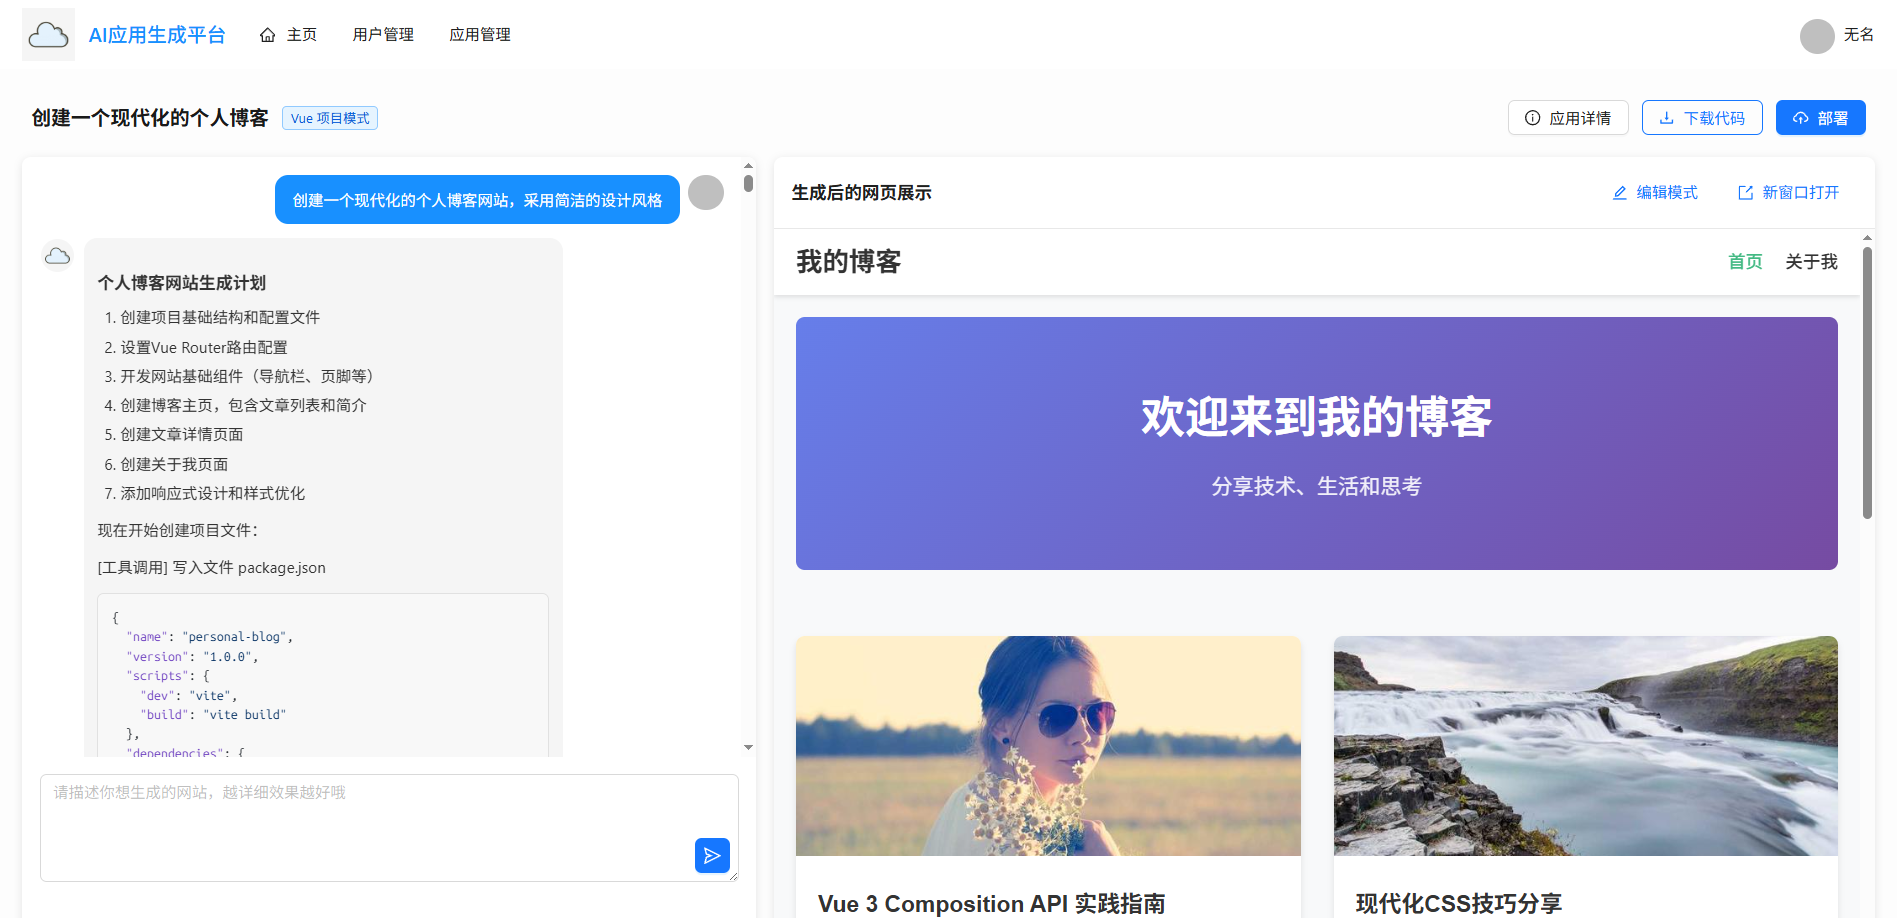 AI应用生成平台
主页
用户管理
应用管理
无名
创建一个现代化的个人博客
Vue 项目模式
应用详情
下载代码
部署
创建一个现代化的个人博客网站，采用简洁的设计风格
个人博客网站生成计划
1. 创建项目基础结构和配置文件
2. 设置Vue Router路由配置
3. 开发网站基础组件（导航栏、页脚等）
4. 创建博客主页，包含文章列表和简介
5. 创建文章详情页面
6. 创建关于我页面
7. 添加响应式设计和样式优化
现在开始创建项目文件：
[工具调用] 写入文件 package.json
{
"name": "personal-blog",
"version": "1.0.0",
"scripts": {
"dev": "vite",
"build": "vite build"
},
"dependencies": {
请描述你想生成的网站，越详细效果越好哦
生成后的网页展示
编辑模式
新窗口打开
我的博客
首页
关于我
欢迎来到我的博客
分享技术、生活和思考
Vue 3 Composition API 实践指南
现代化CSS技巧分享